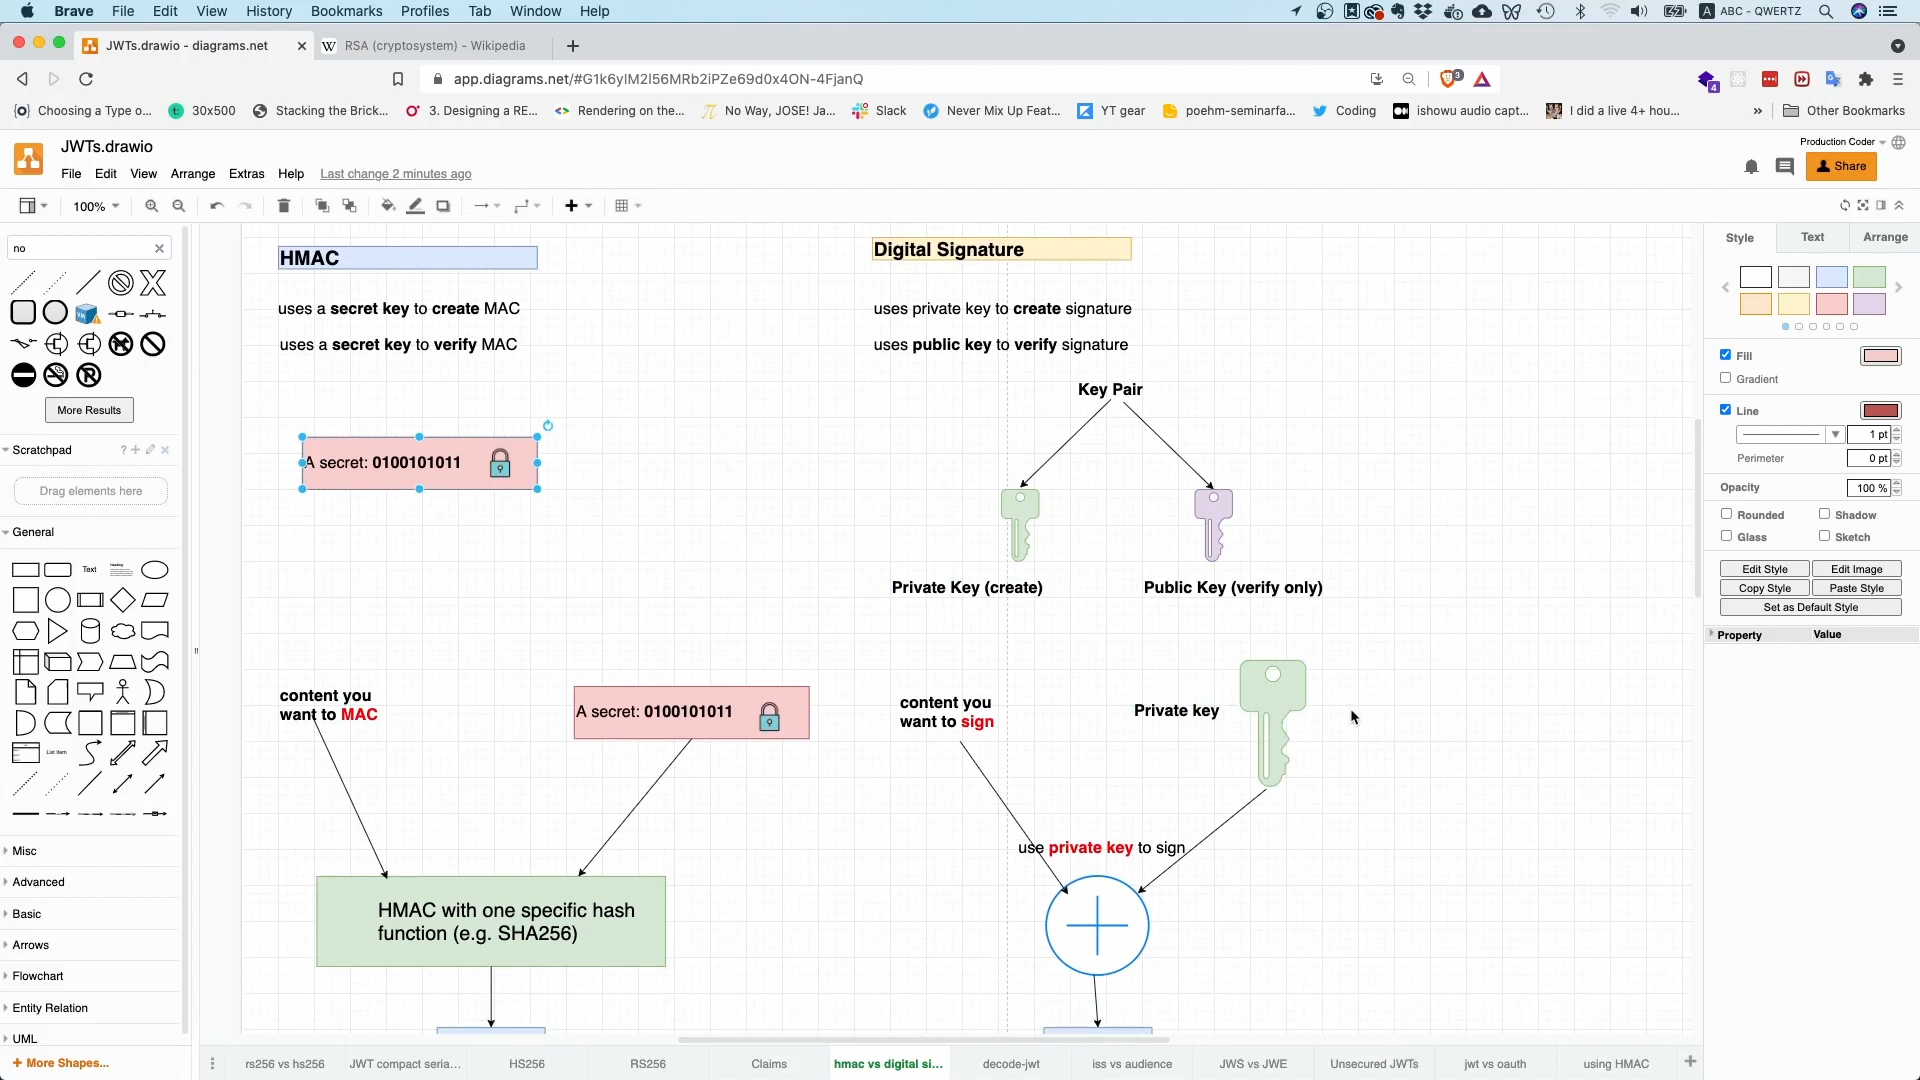 Brave File Edit View History Bookmarks Profiles Tab Window Help
A ABC - QWERTZ
JWTs.drawio - diagrams.net
W RSA (cryptosystem) - Wikipedia
app.diagrams.net/#G1k6ylM2l56MRb2iPZe69d0x4ON-4FjanQ
3
4
Choosing a Type o...
30x500
Stacking the Brick...
3. Designing a RE...
Rendering on the...
No Way, JOSE! Ja...
Slack
Never Mix Up Feat...
YT gear
poehm-seminarfa...
Coding
ishowu audio capt...
I did a live 4+ hou...
»
Other Bookmarks
JWTs.drawio
Production Coder
File Edit View Arrange Extras Help Last change 2 minutes ago
Share
100%
no
More Results
Scratchpad
?
Drag elements here
General
Text
Heading
List Item
Misc
Advanced
Basic
Arrows
Flowchart
Entity Relation
UML
+ More Shapes...
HMAC
uses a secret key to create MAC
uses a secret key to verify MAC
A secret: 0100101011
content you
want to MAC
A secret: 0100101011
HMAC with one specific hash
function (e.g. SHA256)
Digital Signature
uses private key to create signature
uses public key to verify signature
Key Pair
Private Key (create)
Public Key (verify only)
content you
want to sign
Private key
use private key to sign
Style Text Arrange
Fill
Gradient
Line
1 pt
Perimeter
0 pt
Opacity
100 %
Rounded
Shadow
Glass
Sketch
Edit Style
Edit Image
Copy Style
Paste Style
Set as Default Style
Property Value
rs256 vs hs256
JWT compact seria...
HS256
RS256
Claims
hmac vs digital si...
decode-jwt
iss vs audience
JWS vs JWE
Unsecured JWTs
jwt vs oauth
using HMAC